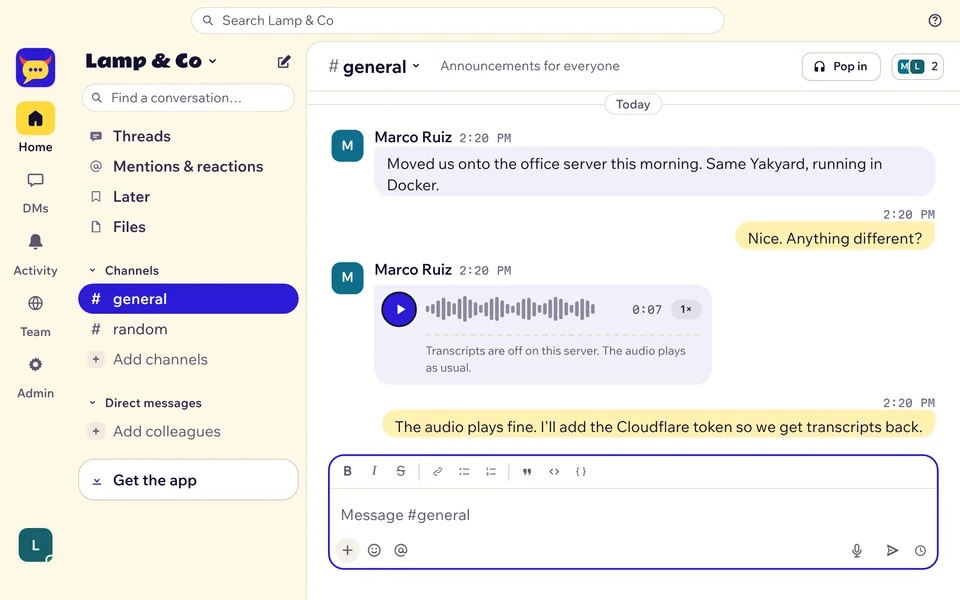 Search Lamp & Co
Lamp & Co
Find a conversation…
Home
DMs
Activity
Team
Admin
L
Threads
Mentions & reactions
Later
Files
Channels
# general
# random
+ Add channels
Direct messages
+ Add colleagues
Get the app
# general
Announcements for everyone
Pop in
M L 2
Today
M
Marco Ruiz 2:20 PM
Moved us onto the office server this morning. Same Yakyard, running in
Docker.
2:20 PM
Nice. Anything different?
M
Marco Ruiz 2:20 PM
0:07 1×
Transcripts are off on this server. The audio plays
as usual.
2:20 PM
The audio plays fine. I’ll add the Cloudflare token so we get transcripts back.
B I S
Message #general